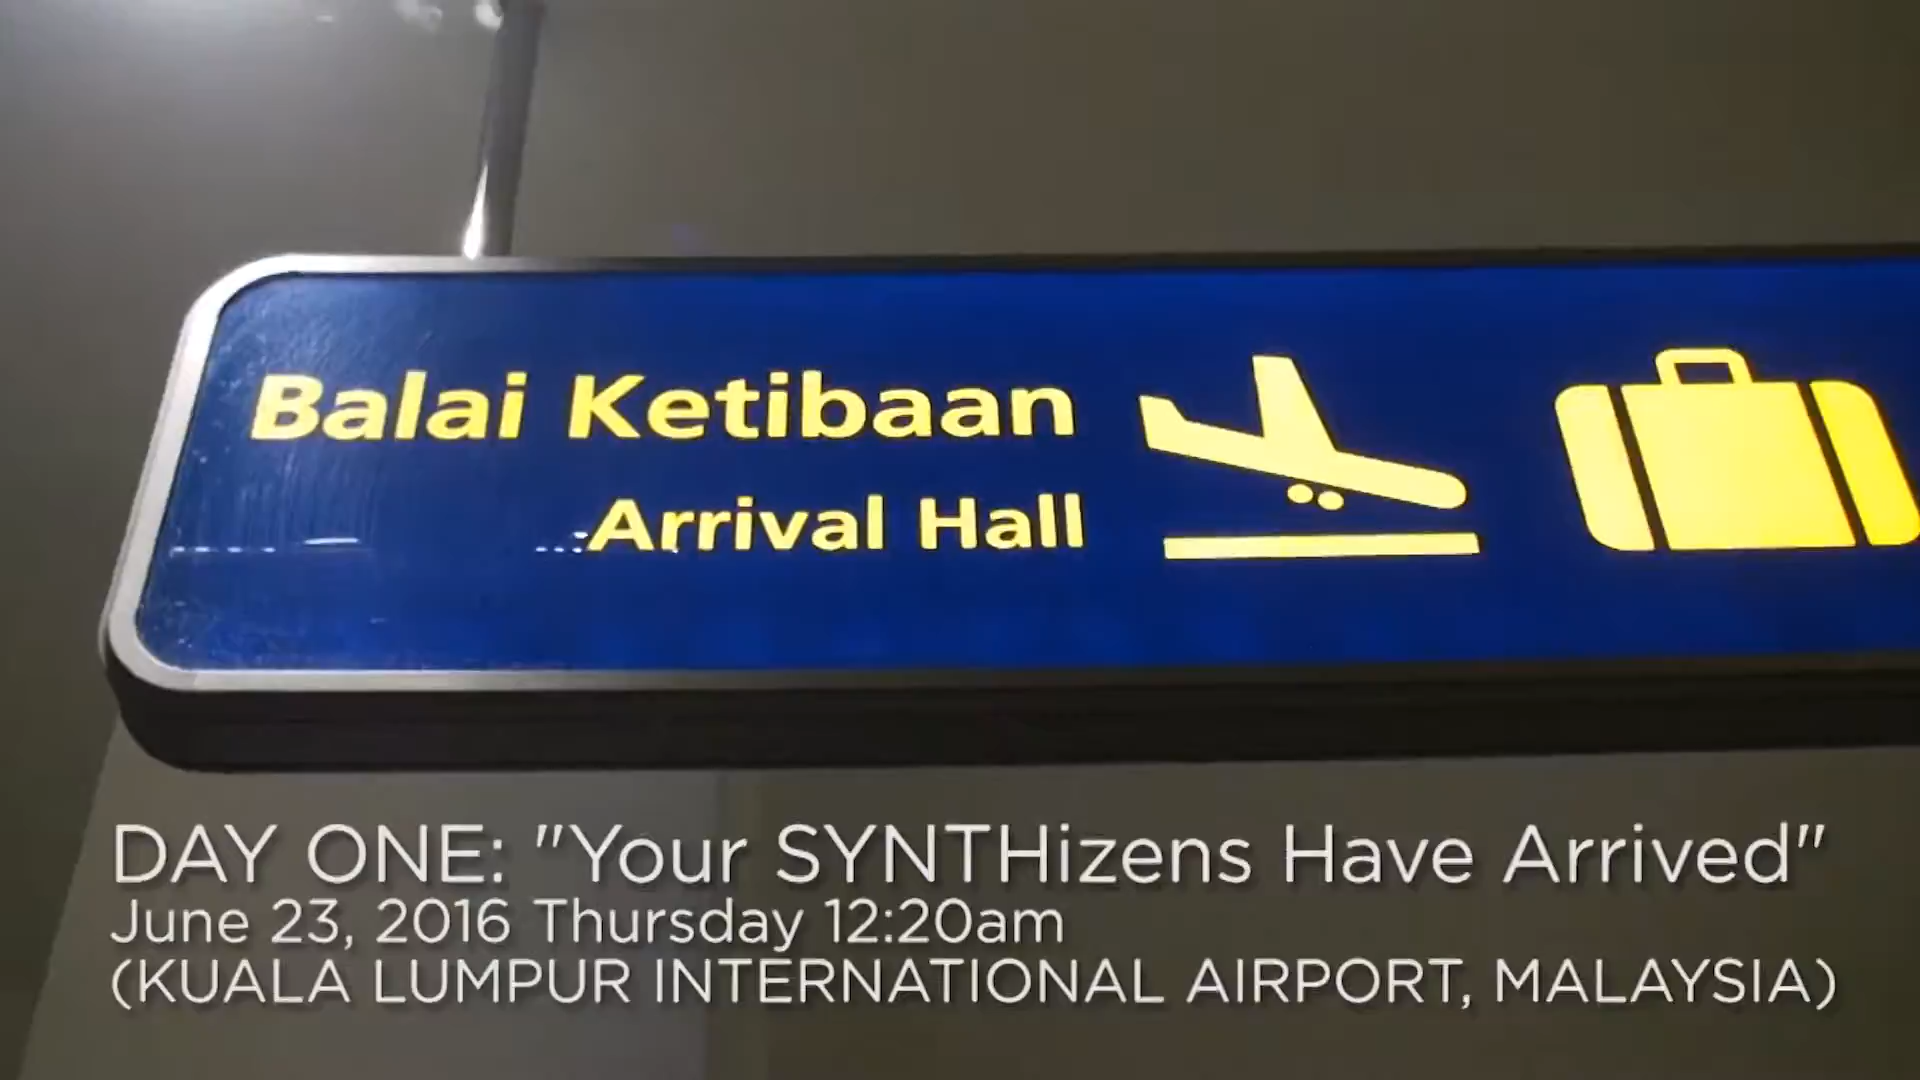 Balai Ketibaan
Arrival Hall
DAY ONE: "Your SYNTHizens Have Arrived"
June 23, 2016 Thursday 12:20am
(KUALA LUMPUR INTERNATIONAL AIRPORT, MALAYSIA)